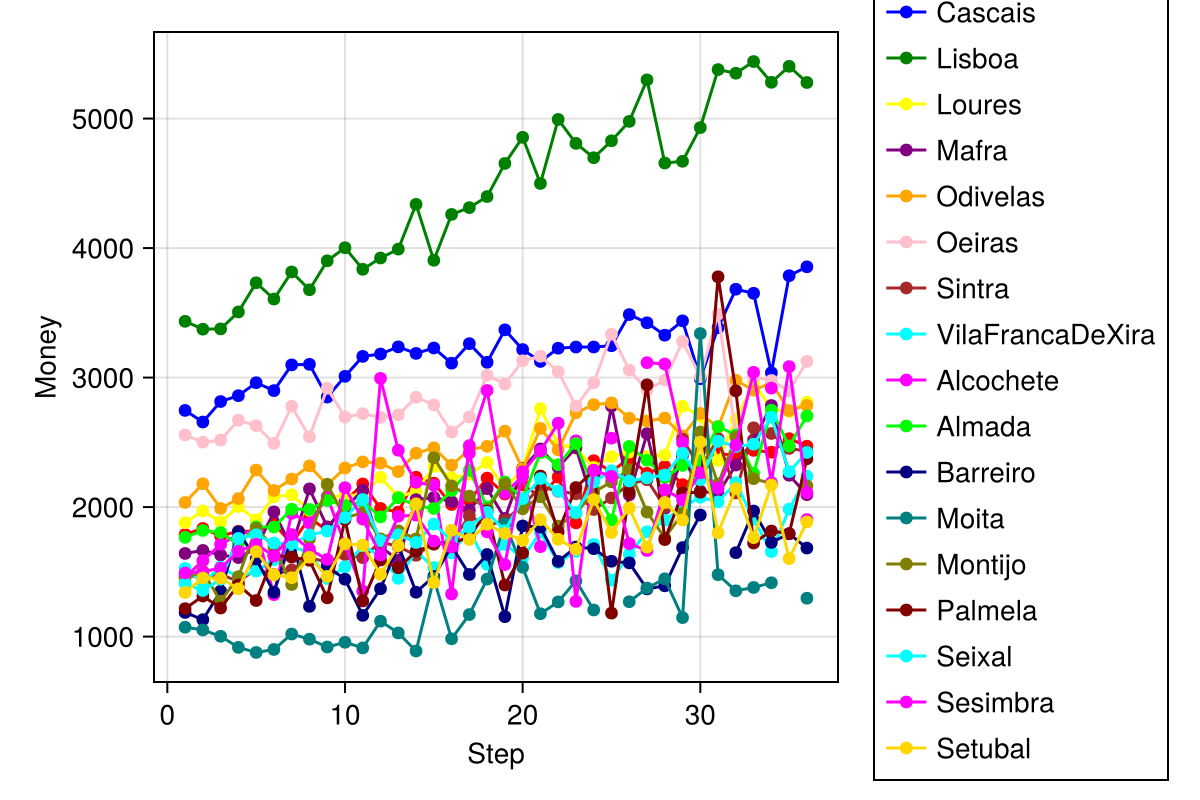 Money
5000
4000
3000
2000
1000
0
10
20
30
Step
Cascais
Lisboa
Loures
Mafra
Odivelas
Oeiras
Sintra
VilaFrancaDeXira
Alcochete
Almada
Barreiro
Moita
Montijo
Palmela
Seixal
Sesimbra
Setubal